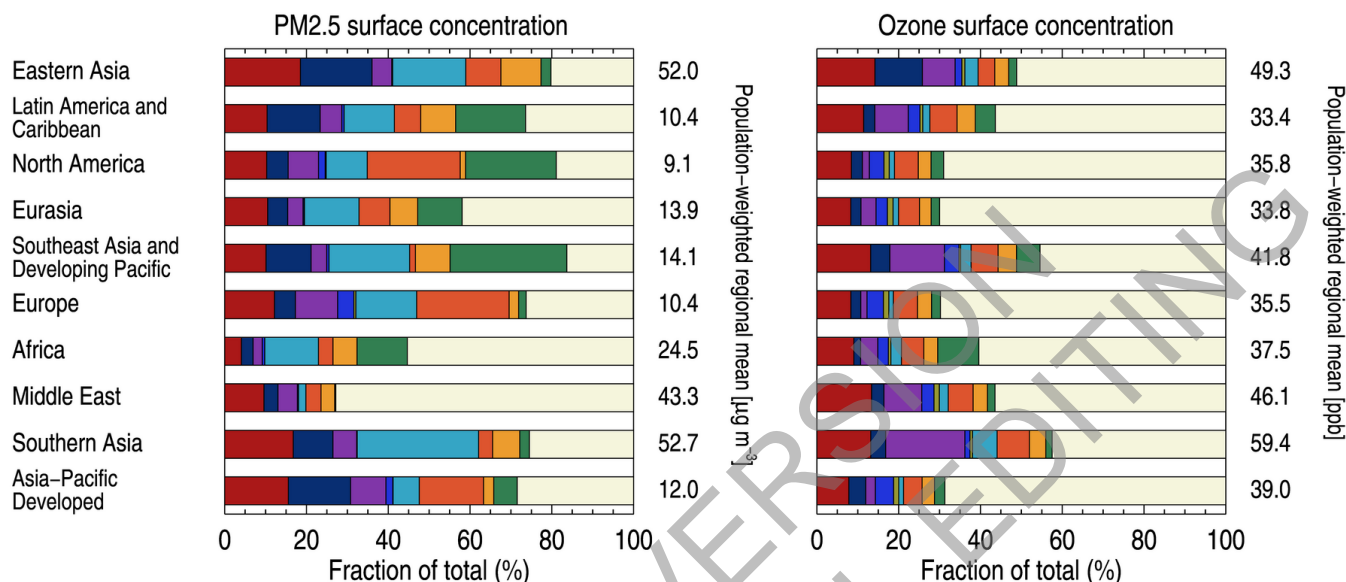 PM2.5 surface concentration
Ozone surface concentration
Eastern Asia
52.0
49.3
Latin America and
Caribbean
10.4
33.4
North America
9.1
35.8
Eurasia
13.9
33.8
Southeast Asia and
Developing Pacific
14.1
41.8
Europe
10.4
35.5
Africa
24.5
37.5
Middle East
43.3
46.1
Southern Asia
52.7
59.4
Asia−Pacific
Developed
12.0
39.0
Population−weighted regional mean [μg m⁻³]
Population−weighted regional mean [ppb]
0 20 40 60 80 100
0 20 40 60 80 100
Fraction of total (%)
Fraction of total (%)
VERSION
EDITING